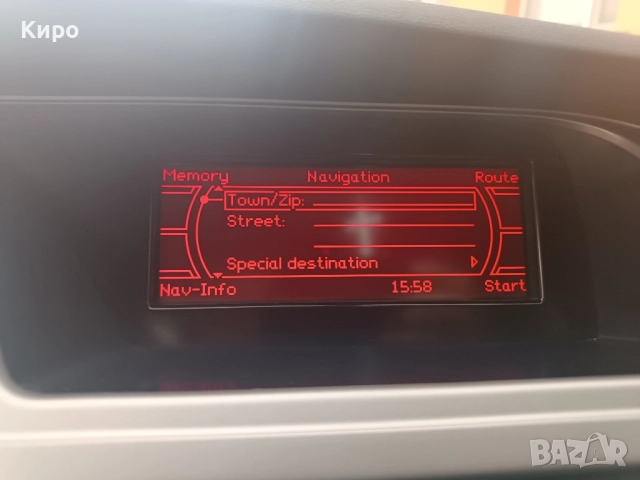 Киро
Memory Navigation Route
Town/Zip:
Street:
Special destination
Nav-Info 15:58 Start
BAZAR